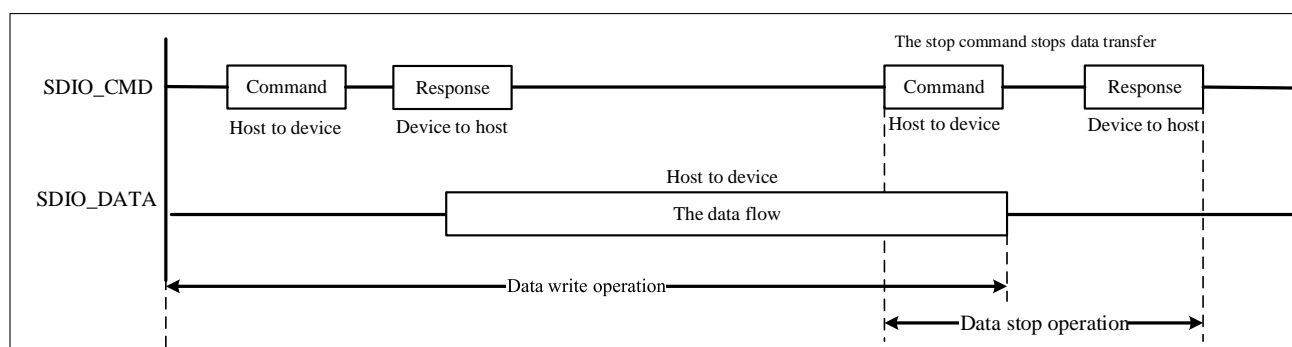 The stop command stops data transfer
SDIO_CMD
Command
Response
Command
Response
Host to device
Device to host
Host to device
Device to host
SDIO_DATA
Host to device
The data flow
Data write operation
Data stop operation